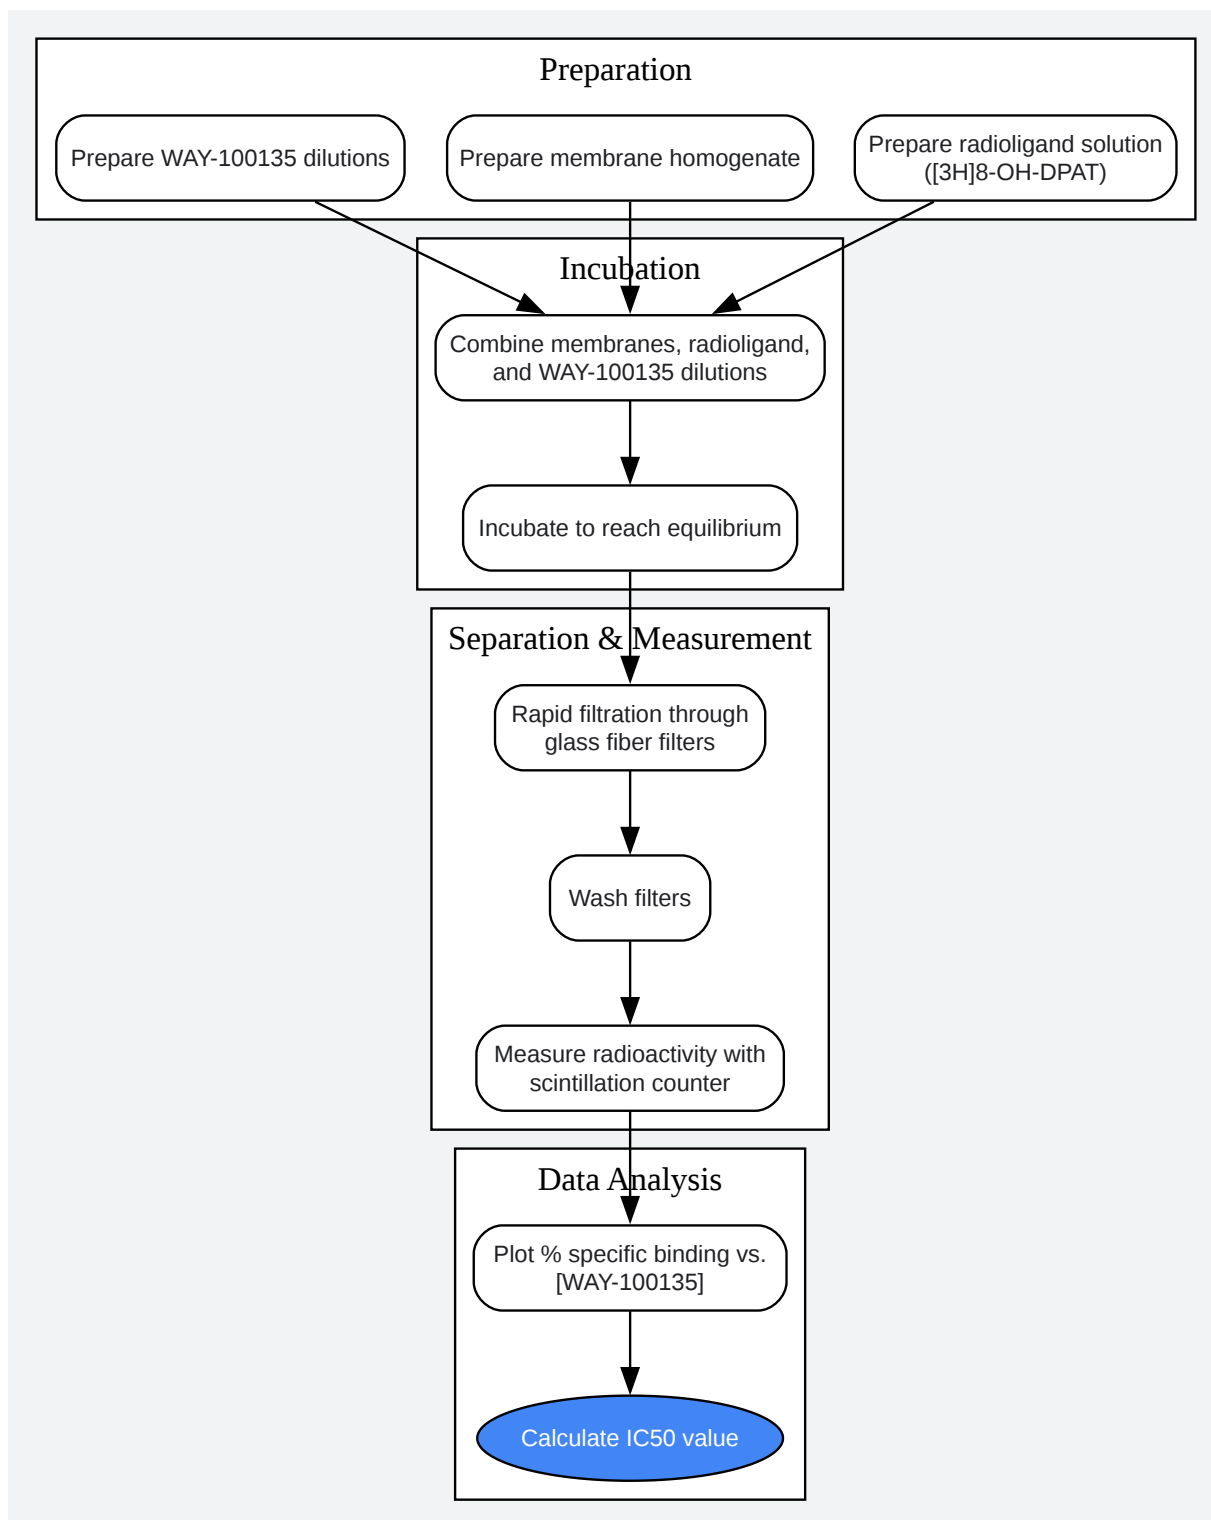 Preparation
Prepare WAY-100135 dilutions
Prepare membrane homogenate
Prepare radioligand solution
([3H]8-OH-DPAT)
Incubation
Combine membranes, radioligand,
and WAY-100135 dilutions
Incubate to reach equilibrium
Separation & Measurement
Rapid filtration through
glass fiber filters
Wash filters
Measure radioactivity with
scintillation counter
Data Analysis
Plot % specific binding vs.
[WAY-100135]
Calculate IC50 value